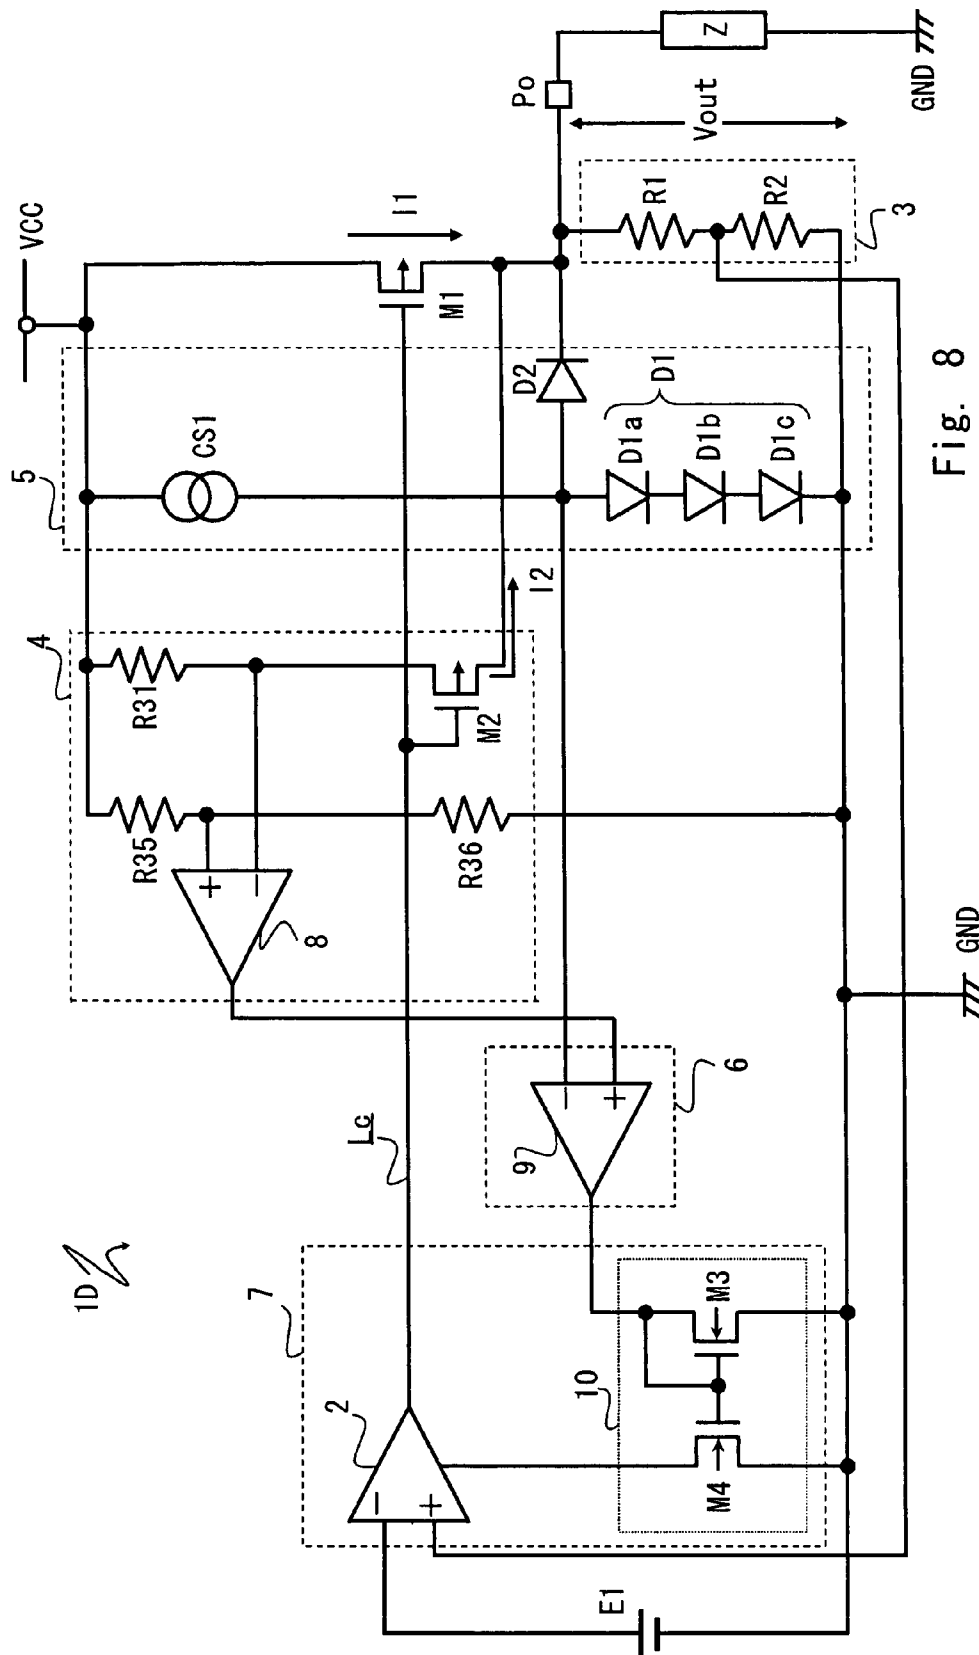 1D
VCC
5
4
CS1
I1
R35
R31
8
M2
R36
I2
M1
Po
Z
GND
Vout
D2
D1
D1a
D1b
D1c
R1
R2
3
Lc
7
2
9
6
10
M4
M3
E1
GND
Fig. 8
+
−
−
+
−
+